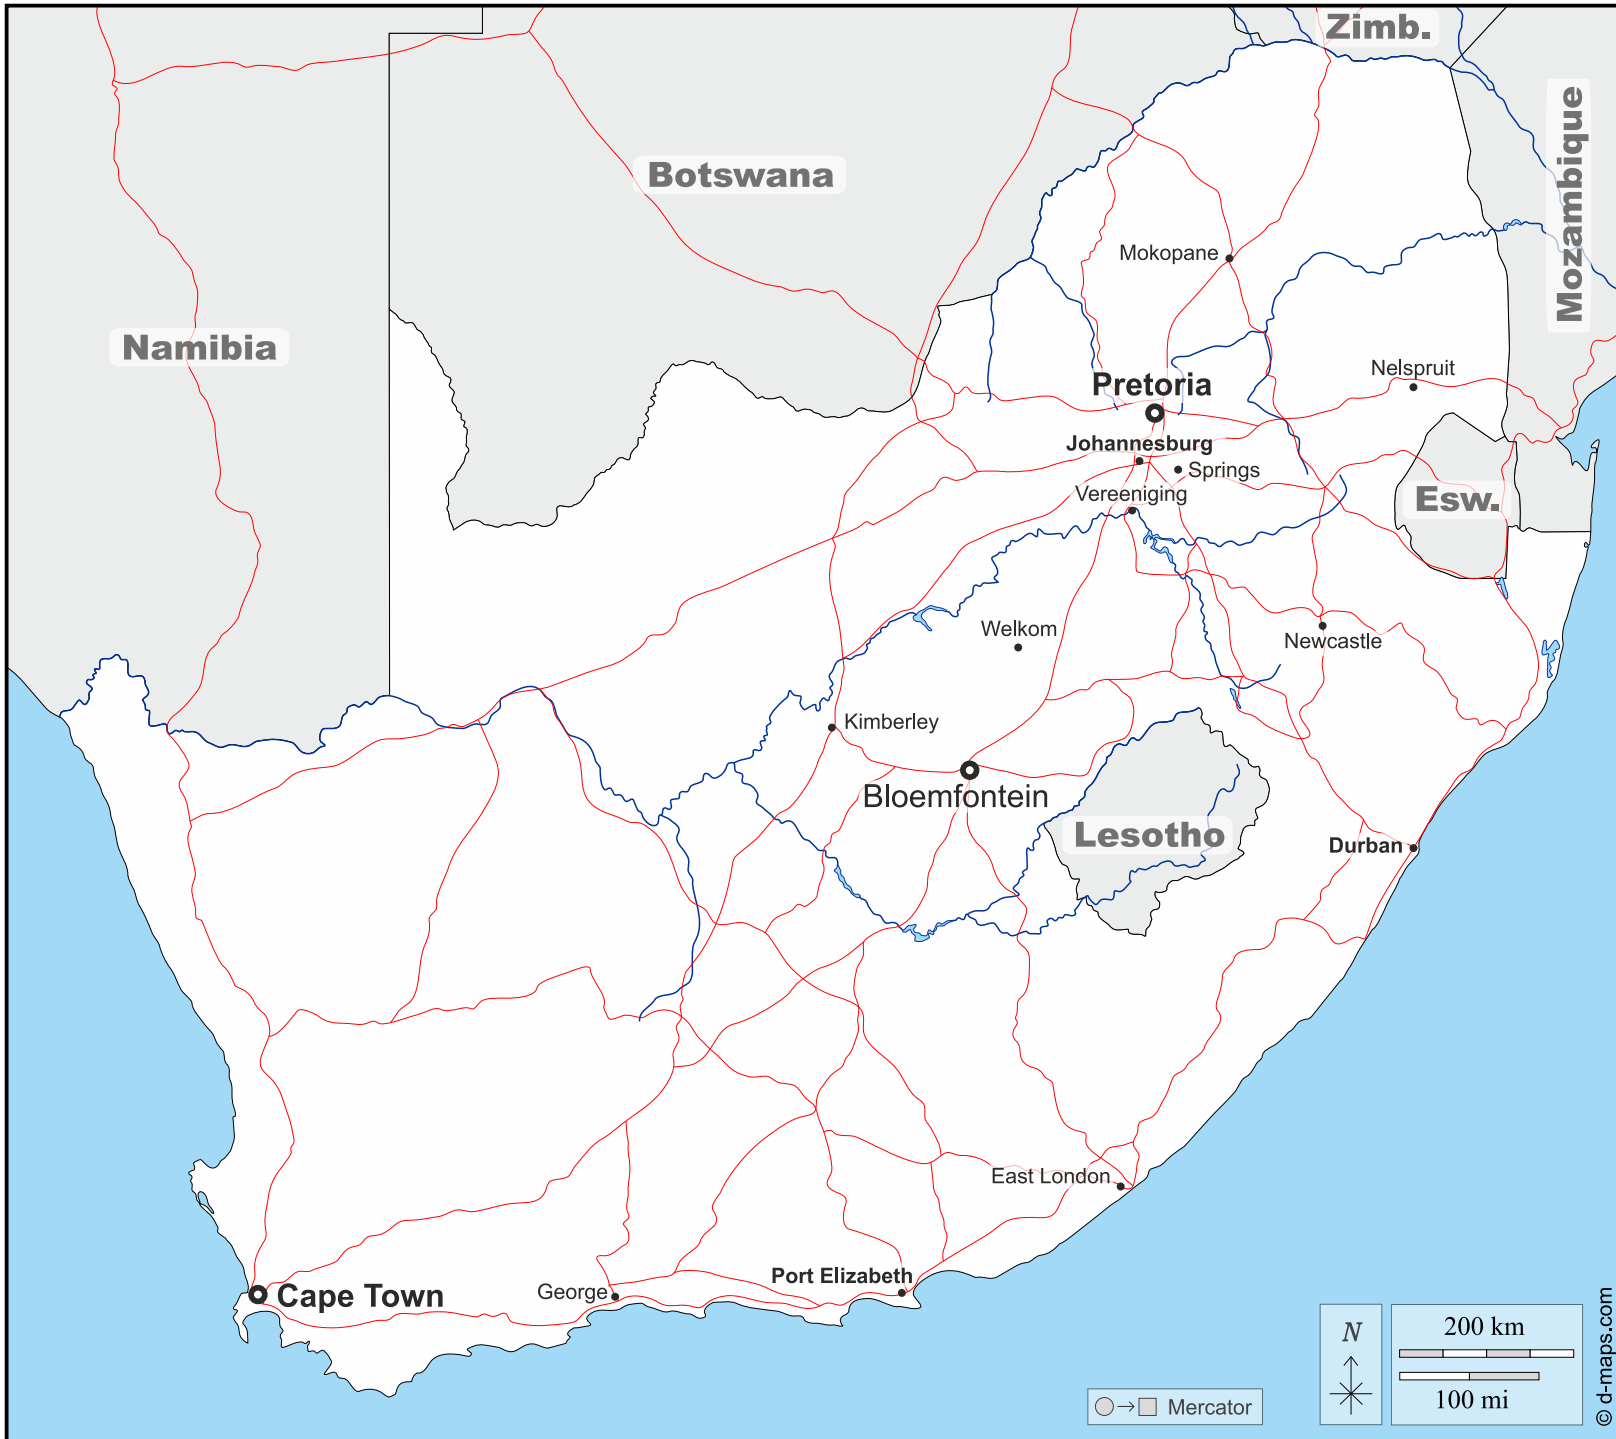 Zimb.
Mozambique
Botswana
Mokopane
Namibia
Nelspruit
Pretoria
Johannesburg
Springs
Vereeniging
Esw.
Welkom
Newcastle
Kimberley
Bloemfontein
Lesotho
Durban
East London
Port Elizabeth
George
Cape Town
N
200 km
100 mi
Mercator
© d-maps.com